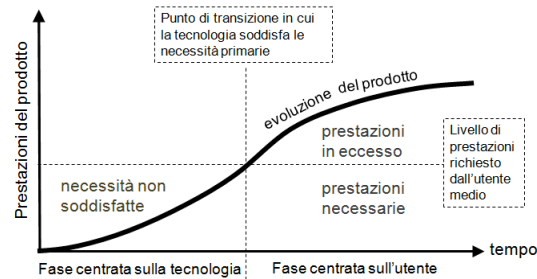 Punto di transizione in cui
la tecnologia soddisfa le
necessità primarie
Prestazioni del prodotto
evoluzione del prodotto
prestazioni
in eccesso
Livello di
prestazioni
richiesto
dall'utente
medio
necessità non
soddisfatte
prestazioni
necessarie
tempo
Fase centrata sulla tecnologia
Fase centrata sull'utente